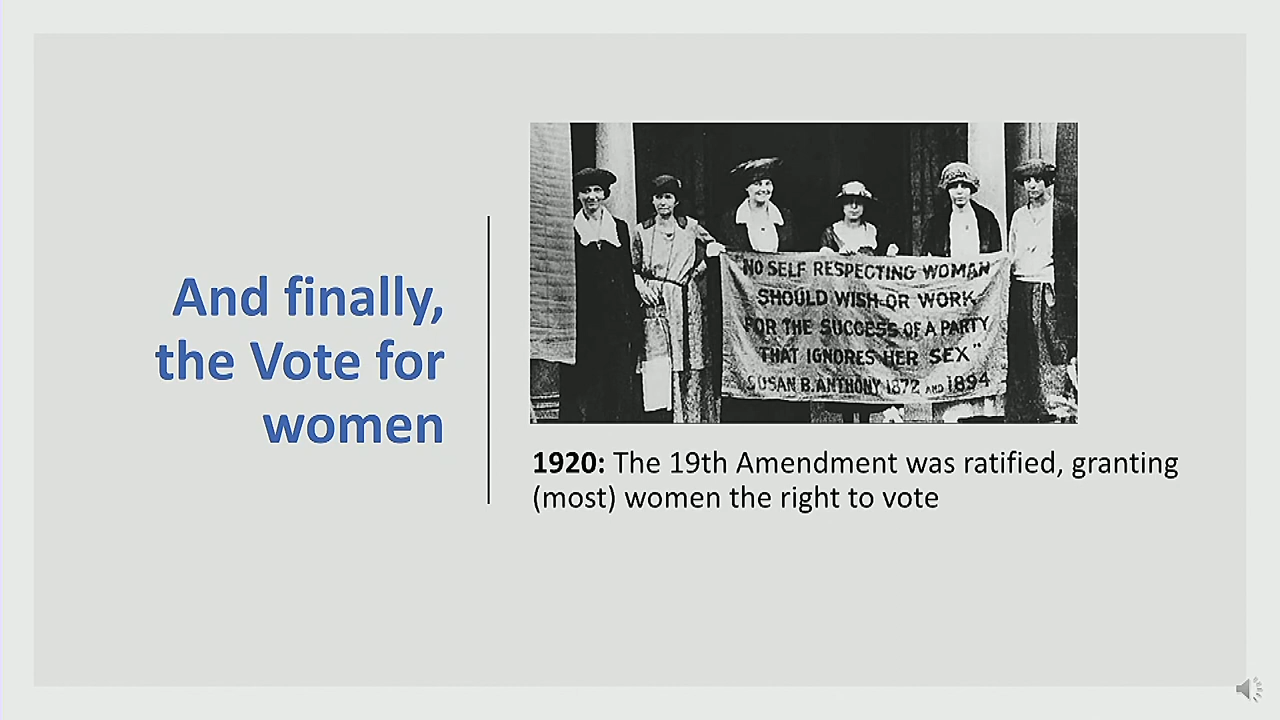 And finally,
the Vote for
women
NO SELF RESPECTING WOMAN
SHOULD WISH OR WORK
FOR THE SUCCESS OF A PARTY
THAT IGNORES HER SEX"
SUSAN B. ANTHONY 1872 AND 1894
1920: The 19th Amendment was ratified, granting
(most) women the right to vote